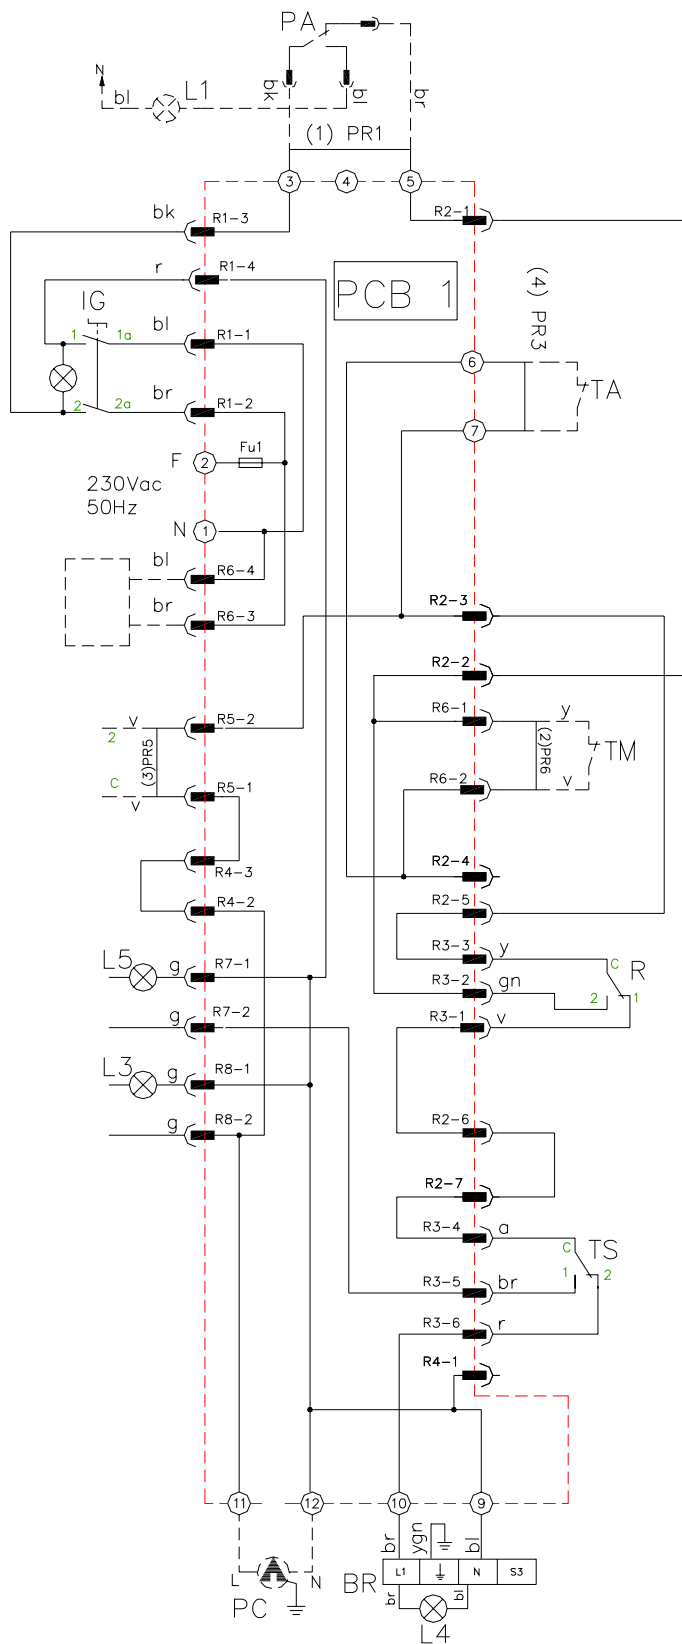 PA
N
bl
L1
bk
bl
br
(1) PR1
3
4
5
bk
R1-3
R2-1
r
R1-4
PCB 1
(4) PR3
IG
1
1a
bl
R1-1
6
TA
2
2a
br
R1-2
7
F
2
Fu1
230Vac
50Hz
N
1
bl
R6-4
br
R6-3
R2-3
R2-2
v
R5-2
R6-1
y
2
(3)PR5
(2)PR6
TM
C
v
R5-1
R6-2
v
R4-3
R2-4
R4-2
R2-5
R3-3
y
C
R
L5
g
R7-1
R3-2
gn
2
1
g
R7-2
R3-1
v
L3
g
R8-1
g
R8-2
R2-6
R2-7
R3-4
a
C
TS
1
2
R3-5
br
R3-6
r
R4-1
11
12
10
9
br
ygn
bl
L
N
BR
L1
N
S3
PC
br
bl
L4